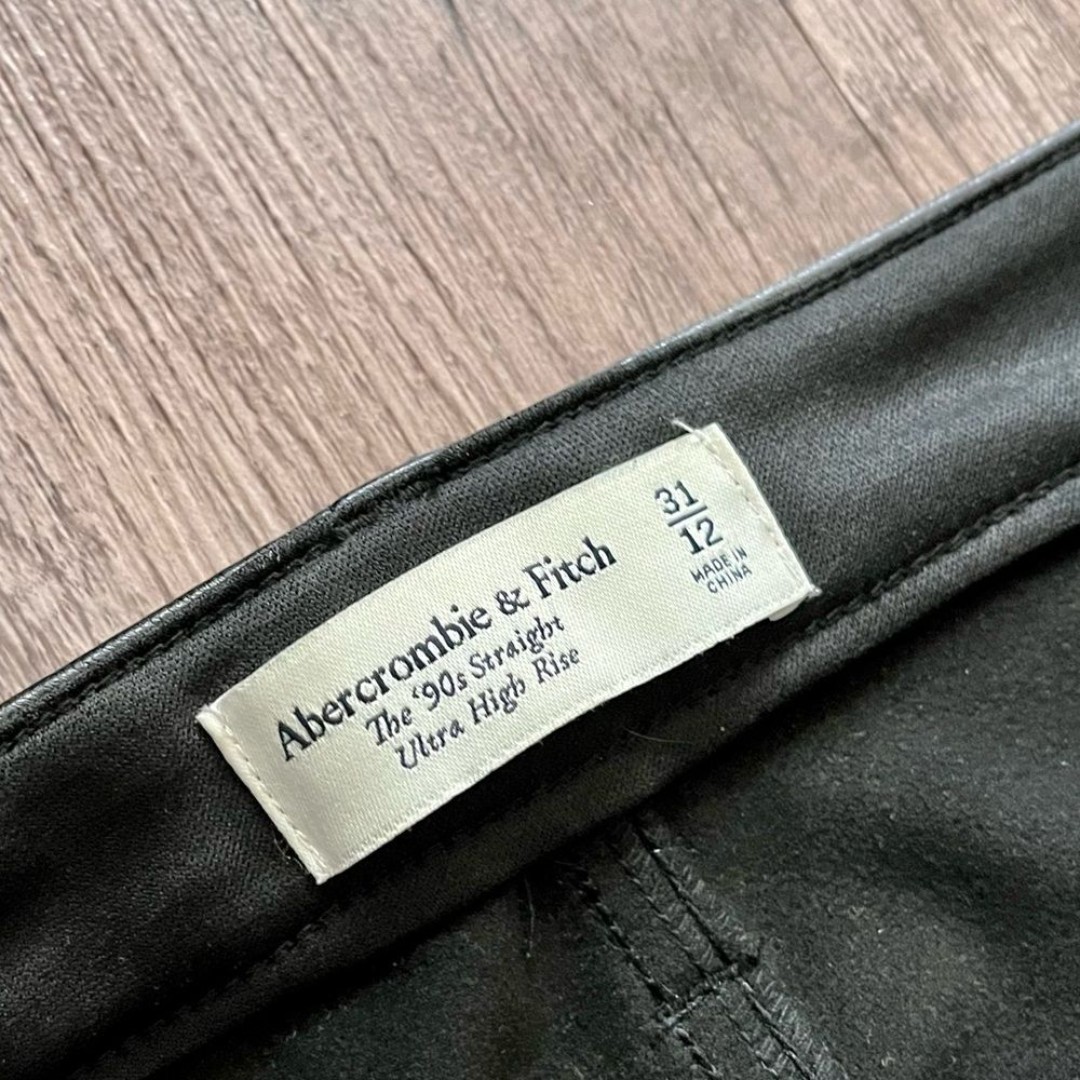 Abercrombie & Fitch
The '90s Straight
Ultra High Rise
31
12
MADE IN
CHINA